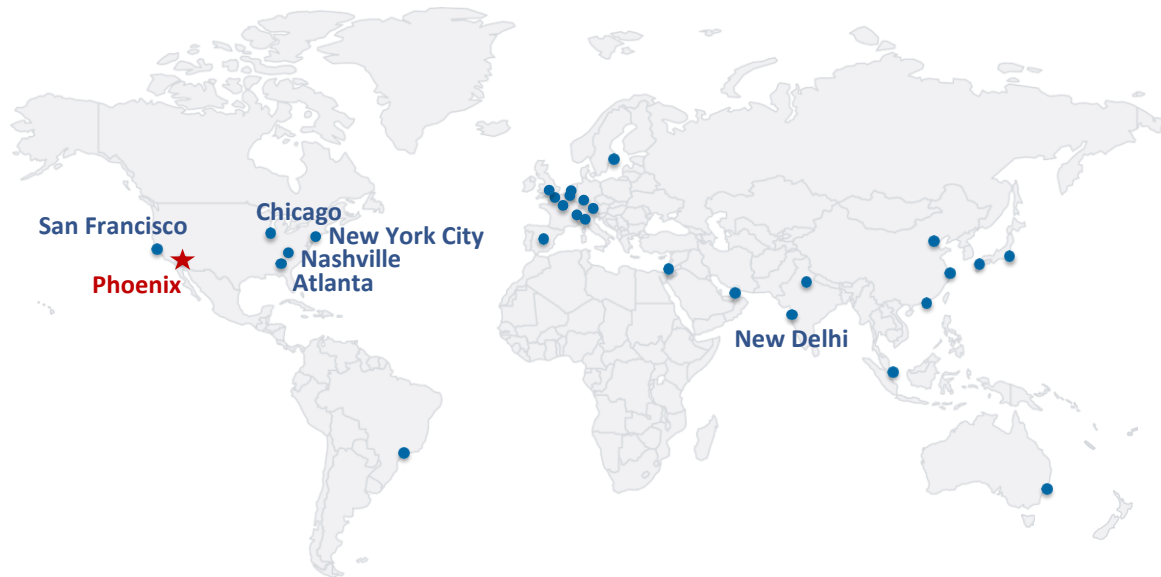 Chicago
San Francisco
New York City
Nashville
Phoenix
Atlanta
New Delhi